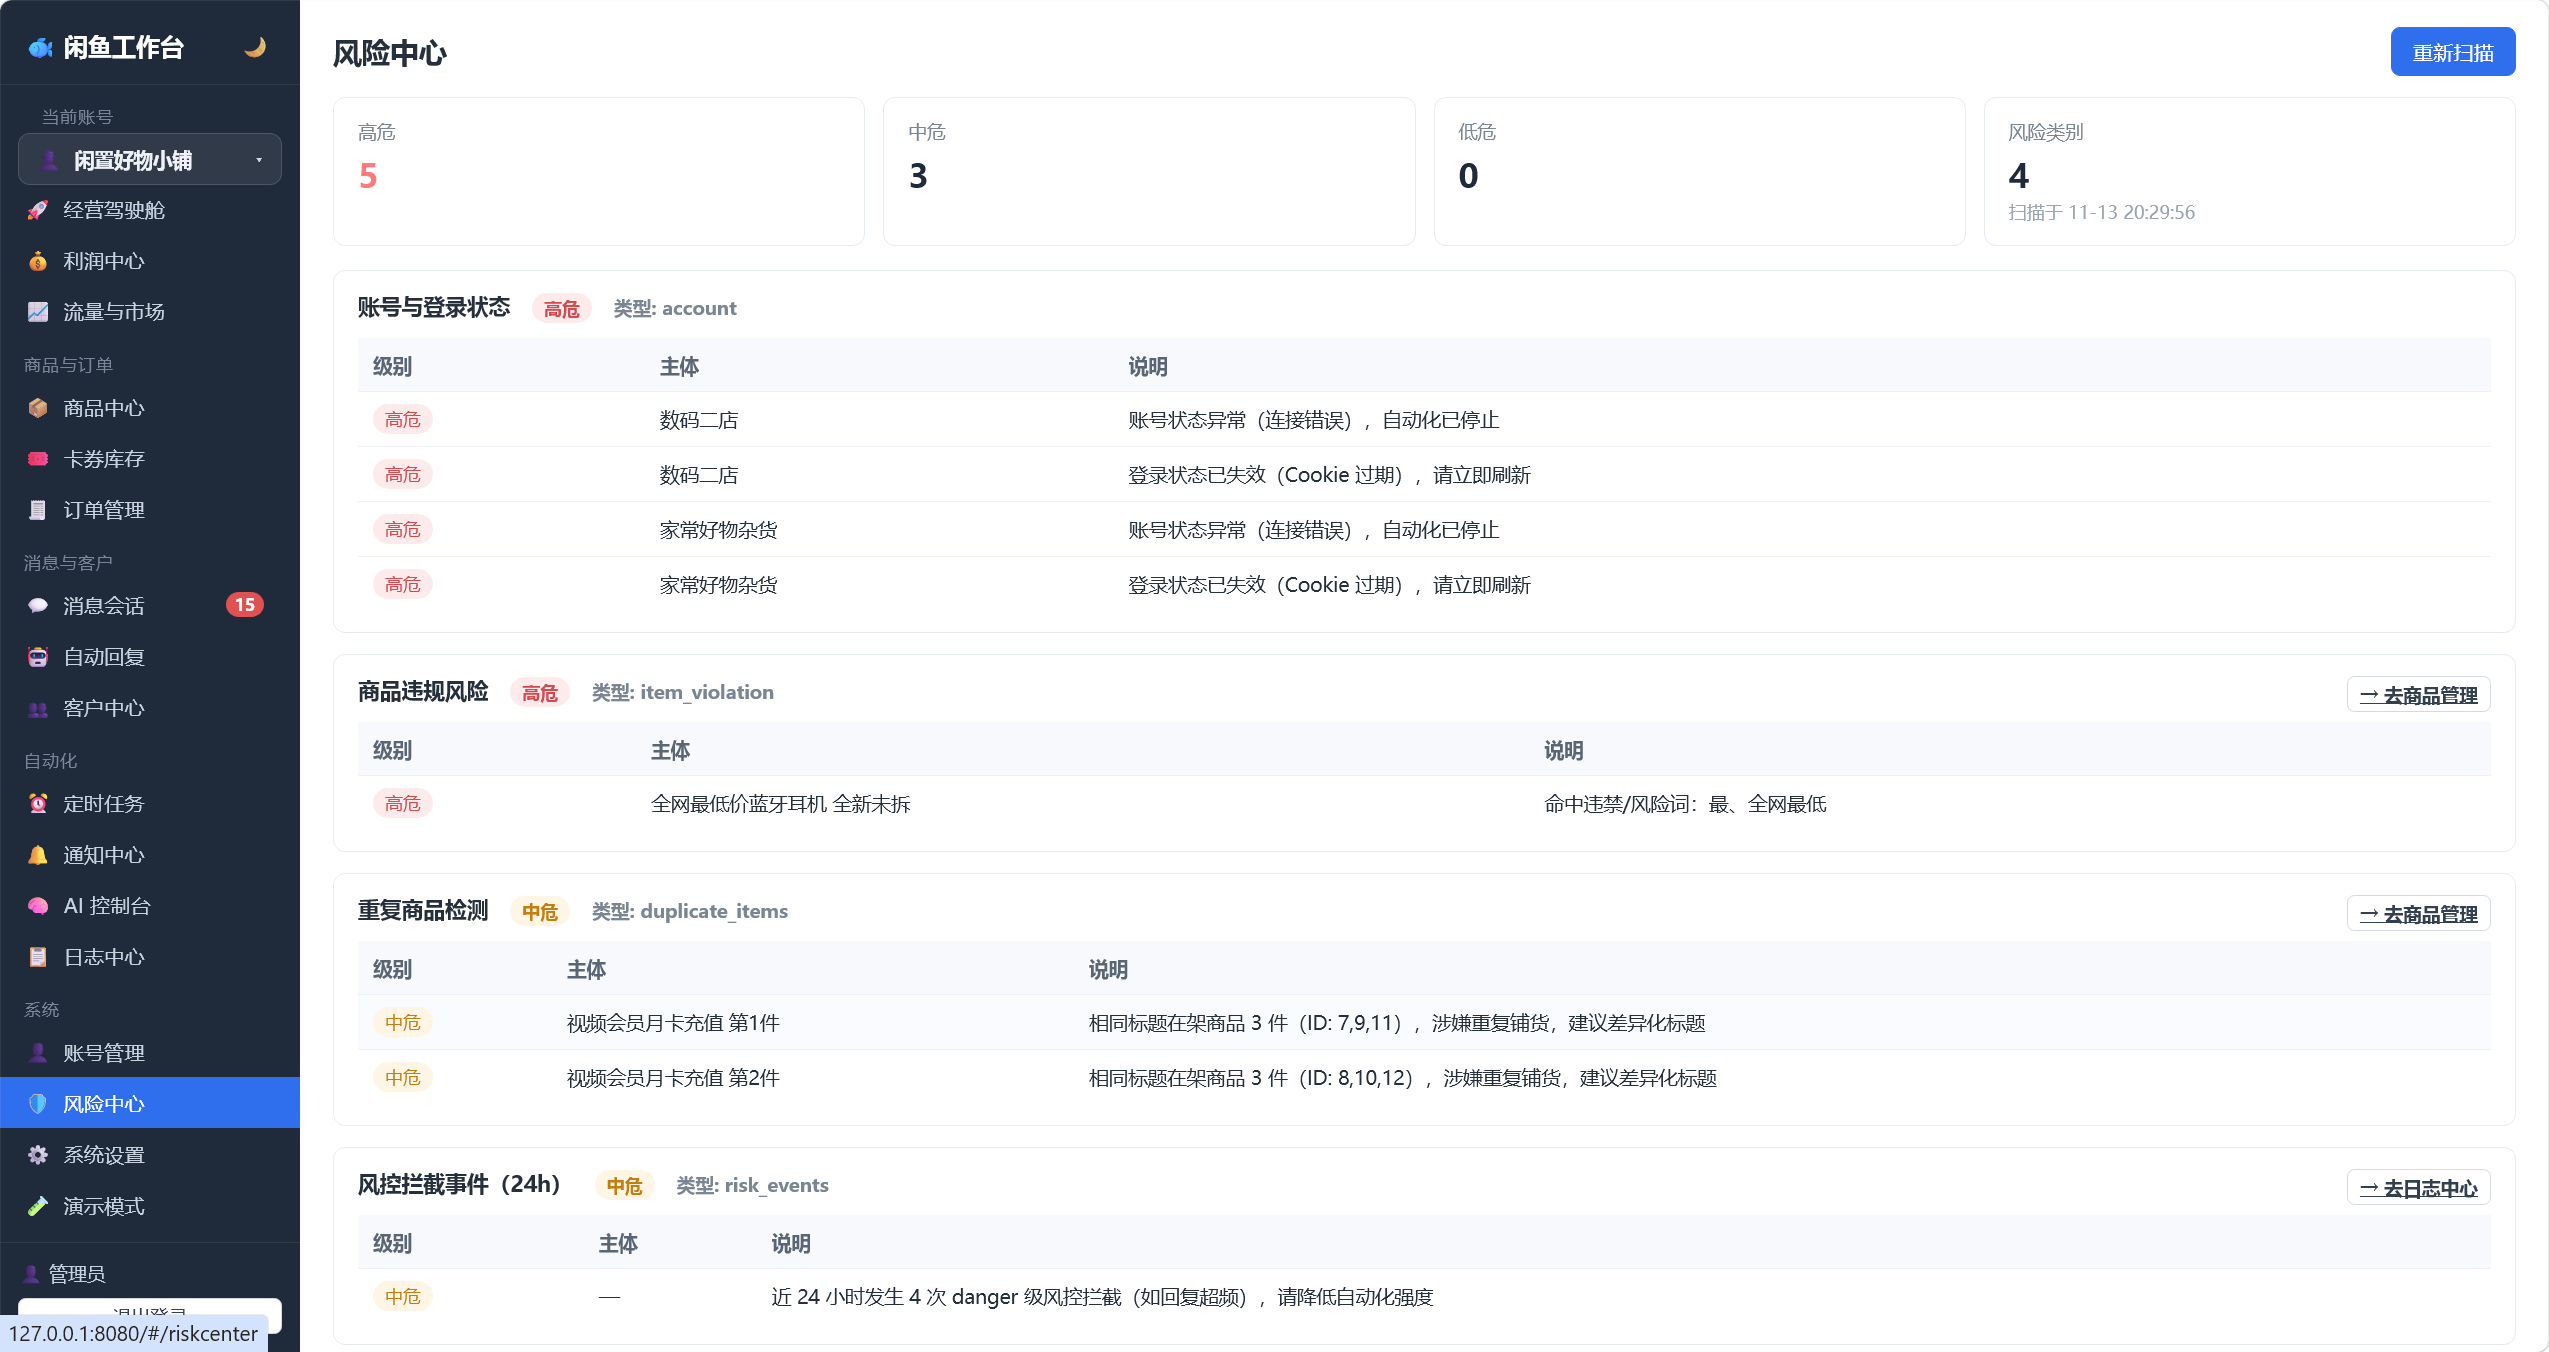 闲鱼工作台
当前账号
闲置好物小铺
经营驾驶舱
利润中心
流量与市场
商品与订单
商品中心
卡券库存
订单管理
消息与客户
消息会话 15
自动回复
客户中心
自动化
定时任务
通知中心
AI 控制台
日志中心
系统
账号管理
风险中心
系统设置
演示模式
管理员
退出登录
127.0.0.1:8080/#/riskcenter
风险中心
重新扫描
高危
5
中危
3
低危
0
风险类别
4
扫描于 11-13 20:29:56
账号与登录状态 高危 类型: account
级别 主体 说明
高危 数码二店 账号状态异常（连接错误），自动化已停止
高危 数码二店 登录状态已失效（Cookie 过期），请立即刷新
高危 家常好物杂货 账号状态异常（连接错误），自动化已停止
高危 家常好物杂货 登录状态已失效（Cookie 过期），请立即刷新
商品违规风险 高危 类型: item_violation → 去商品管理
级别 主体 说明
高危 全网最低价蓝牙耳机 全新未拆 命中违禁/风险词：最、全网最低
重复商品检测 中危 类型: duplicate_items → 去商品管理
级别 主体 说明
中危 视频会员月卡充值 第1件 相同标题在架商品 3 件（ID: 7,9,11），涉嫌重复铺货，建议差异化标题
中危 视频会员月卡充值 第2件 相同标题在架商品 3 件（ID: 8,10,12），涉嫌重复铺货，建议差异化标题
风控拦截事件（24h） 中危 类型: risk_events → 去日志中心
级别 主体 说明
中危 — 近 24 小时发生 4 次 danger 级风控拦截（如回复超频），请降低自动化强度